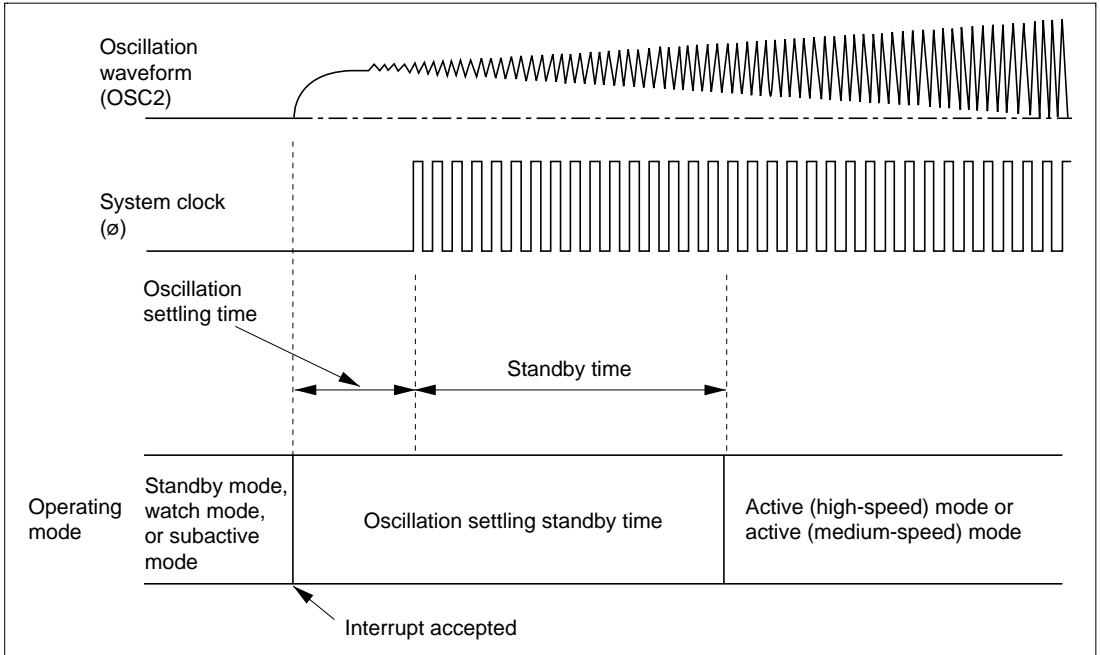 Oscillation
waveform
(OSC2)
System clock
(ø)
Oscillation
settling time
Standby time
Operating
mode
Standby mode,
watch mode,
or subactive
mode
Oscillation settling standby time
Active (high-speed) mode or
active (medium-speed) mode
Interrupt accepted